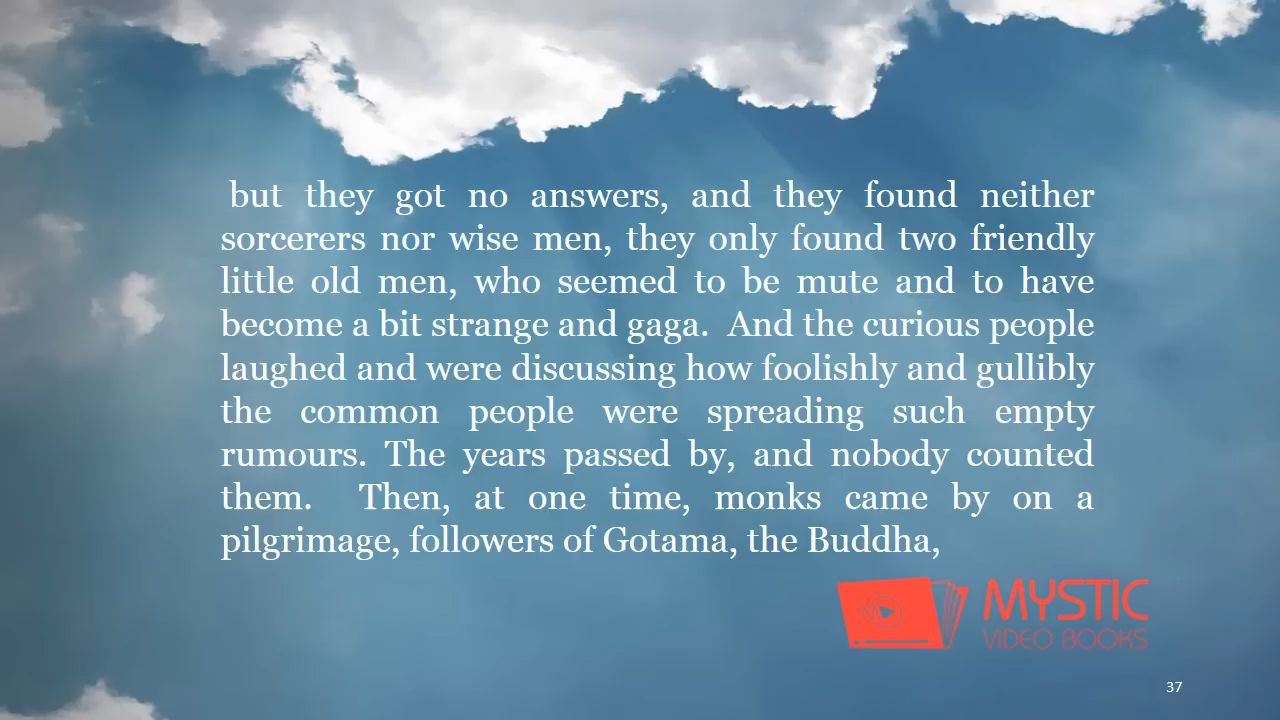 but they got no answers, and they found neither
sorcerers nor wise men, they only found two friendly
little old men, who seemed to be mute and to have
become a bit strange and gaga.  And the curious people
laughed and were discussing how foolishly and gullibly
the common people were spreading such empty
rumours. The years passed by, and nobody counted
them.  Then, at one time, monks came by on a
pilgrimage, followers of Gotama, the Buddha,
MYSTIC
VIDEO BOOKS
37